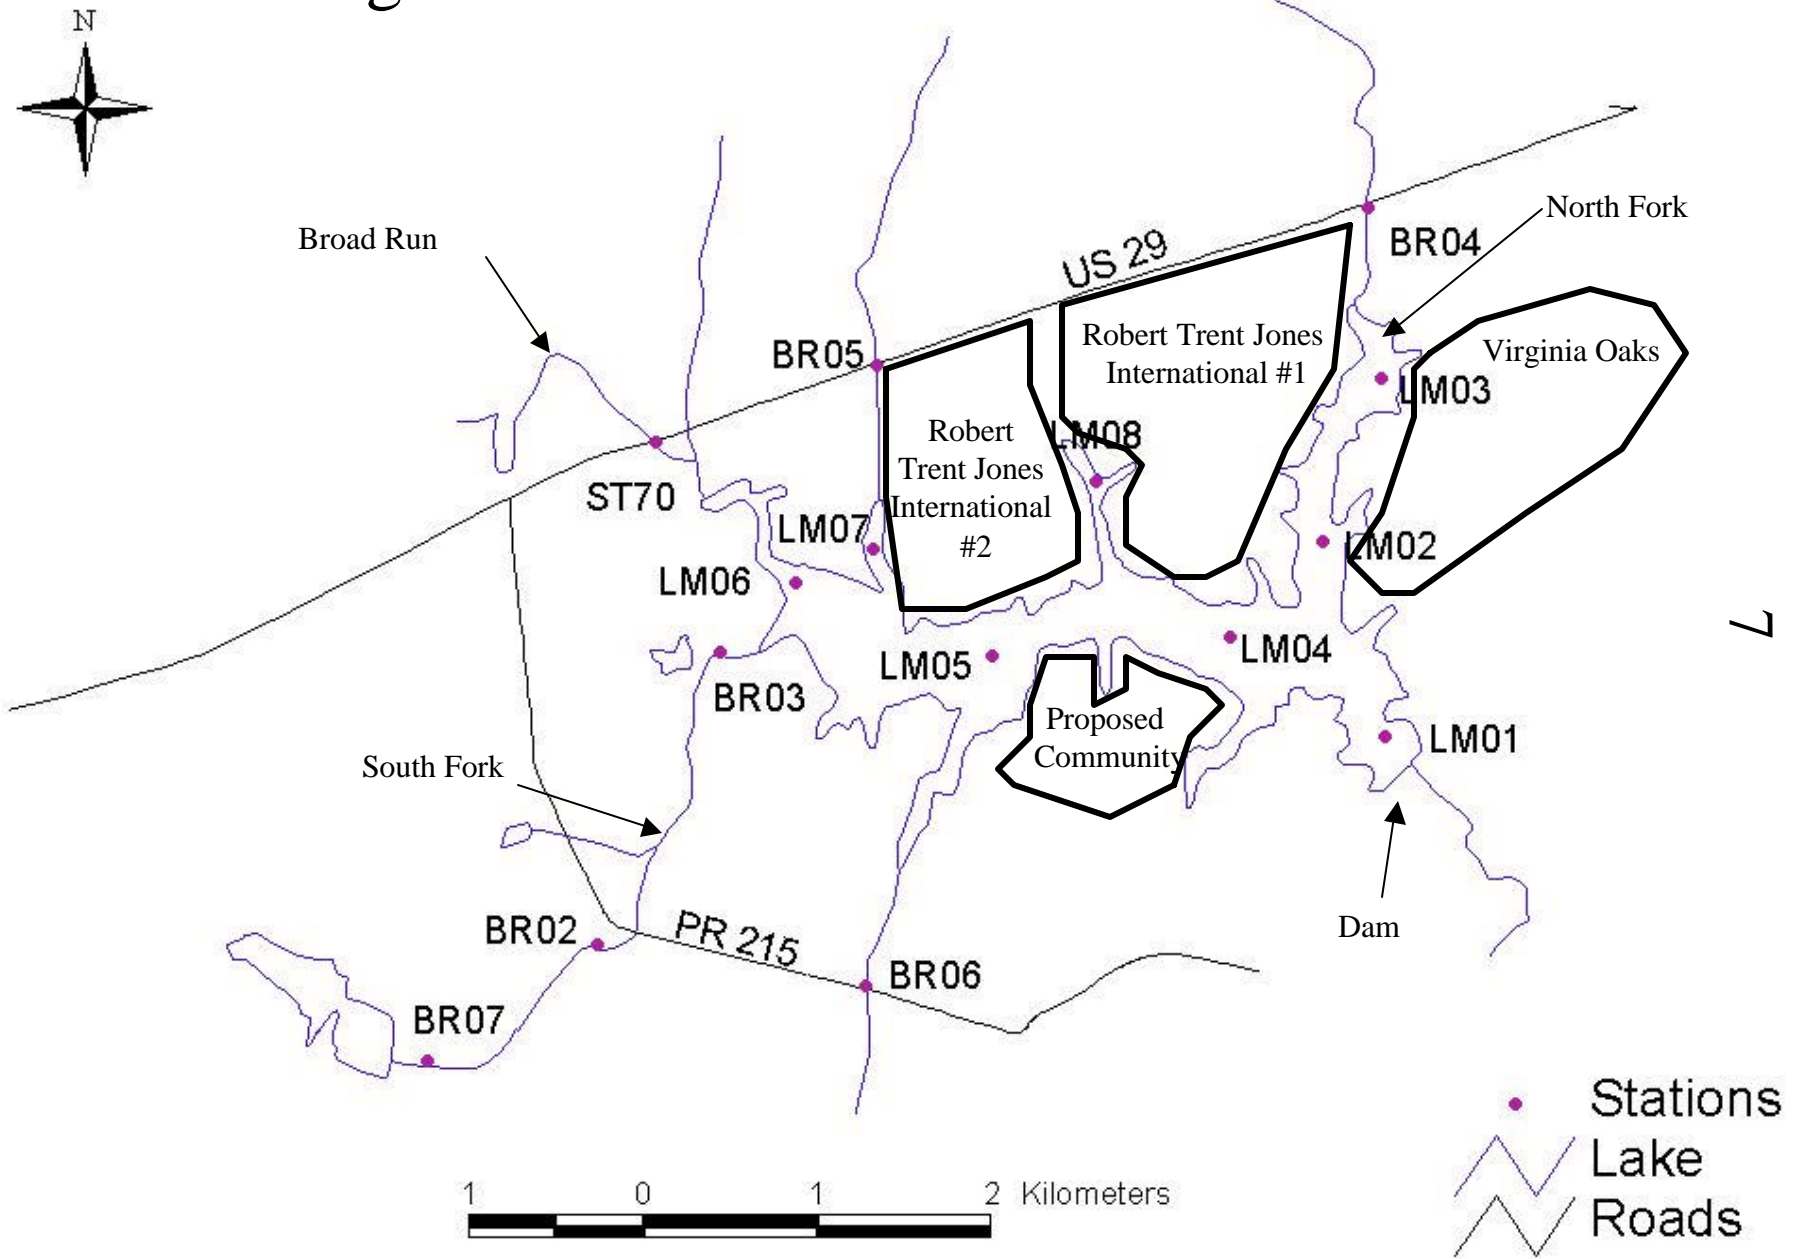 g
N
North Fork
Broad Run
BR04
US 29
Robert Trent Jones
International #1
Virginia Oaks
BR05
LM03
Robert
Trent Jones
International
#2
LM08
ST70
LM07
LM02
LM06
7
LM05
LM04
BR03
Proposed
Community
LM01
South Fork
Dam
BR02
PR 215
BR06
BR07
Stations
Lake
Roads
1 0 1 2 Kilometers